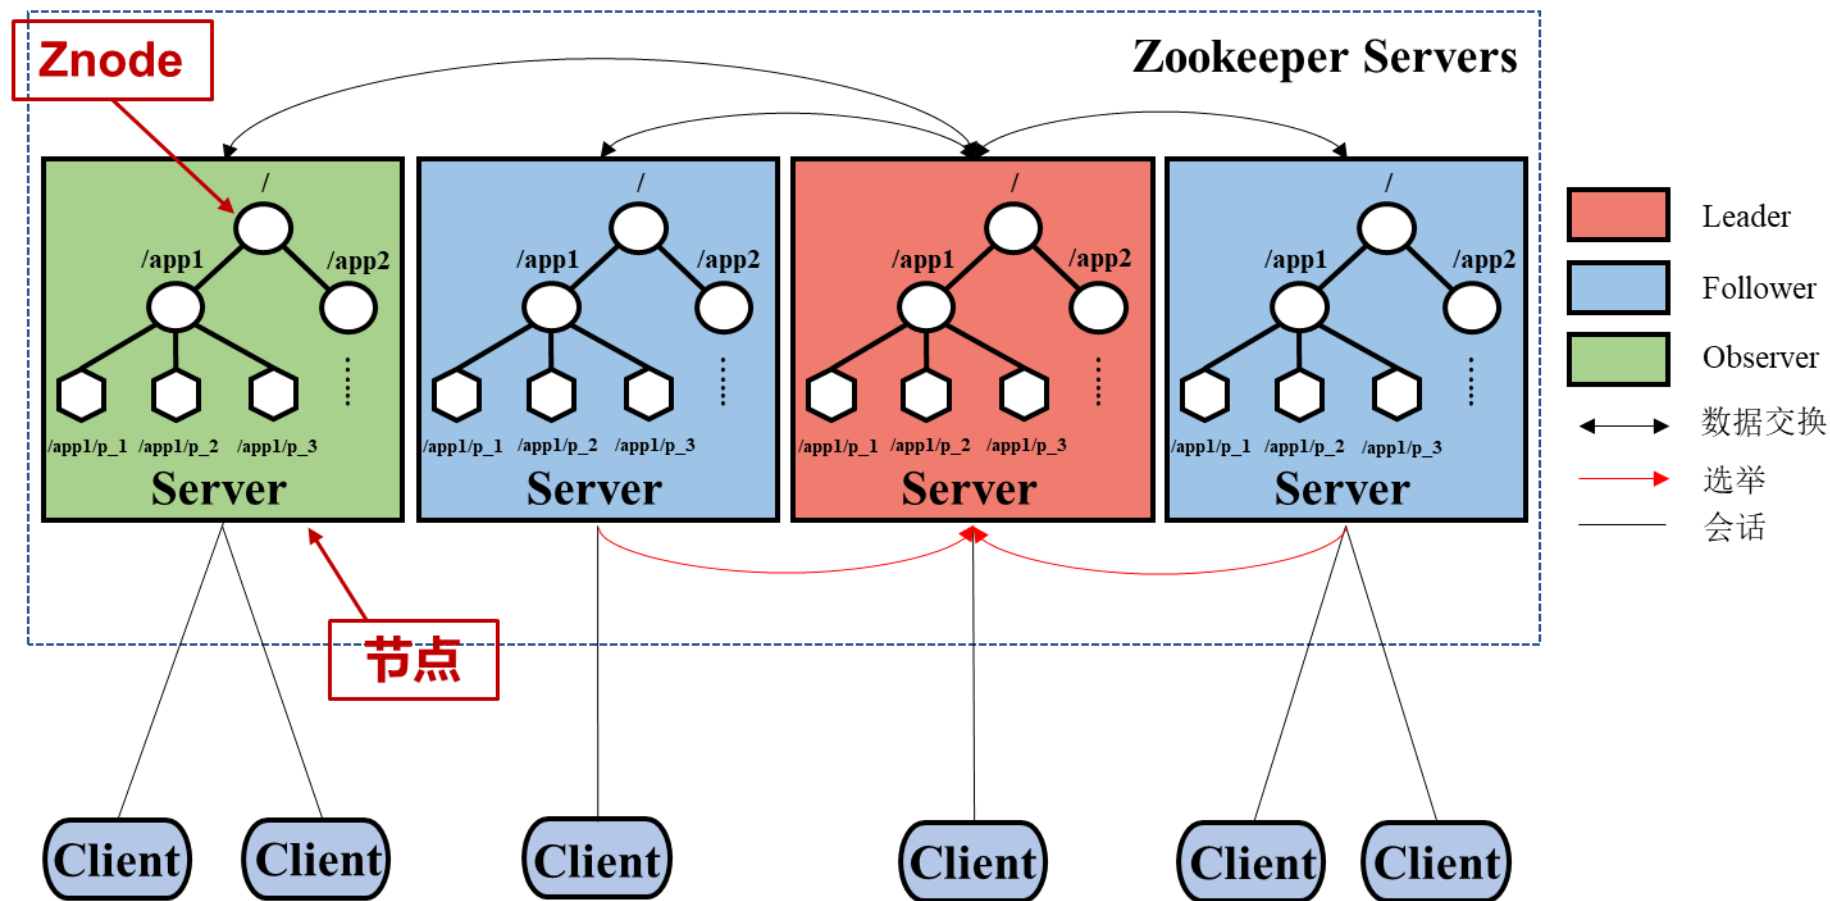 Znode
Zookeeper Servers
/
/app1
/app2
/app1/p_1
/app1/p_2
/app1/p_3
Server
/
/app1
/app2
/app1/p_1
/app1/p_2
/app1/p_3
Server
/
/app1
/app2
/app1/p_1
/app1/p_2
/app1/p_3
Server
/
/app1
/app2
/app1/p_1
/app1/p_2
/app1/p_3
Server
Leader
Follower
Observer
数据交换
选举
会话
节点
Client
Client
Client
Client
Client
Client